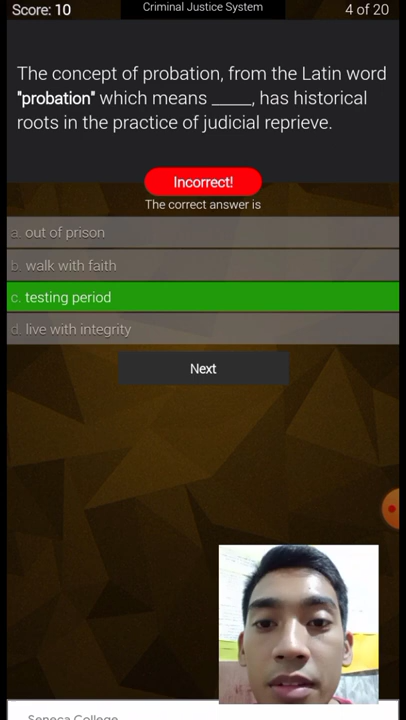 Score: 10
Criminal Justice System
4 of 20
The concept of probation, from the Latin word
"probation" which means _____, has historical
roots in the practice of judicial reprieve.
Incorrect!
The correct answer is
a. out of prison
b. walk with faith
c. testing period
d. live with integrity
Next
Seneca College